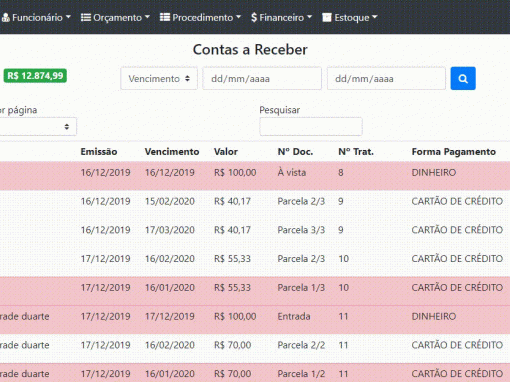 Funcionário Orçamento Procedimento $ Financeiro Estoque
Contas a Receber
R$ 12.874,99 Vencimento dd/mm/aaaa dd/mm/aaaa
página Pesquisar
Emissão Vencimento Valor Nº Doc. Nº Trat. Forma Pagamento
16/12/2019 16/12/2019 R$ 100,00 À vista 8 DINHEIRO
16/12/2019 15/02/2020 R$ 40,17 Parcela 2/3 9 CARTÃO DE CRÉDITO
16/12/2019 17/03/2020 R$ 40,17 Parcela 3/3 9 CARTÃO DE CRÉDITO
17/12/2019 16/02/2020 R$ 55,33 Parcela 2/3 10 CARTÃO DE CRÉDITO
17/12/2019 16/01/2020 R$ 55,33 Parcela 1/3 10 CARTÃO DE CRÉDITO
rade duarte 17/12/2019 17/12/2019 R$ 100,00 Entrada 11 DINHEIRO
rade duarte 17/12/2019 16/02/2020 R$ 70,00 Parcela 2/2 11 CARTÃO DE CRÉDITO
rade duarte 17/12/2019 16/01/2020 R$ 70,00 Parcela 1/2 11 CARTÃO DE CRÉDITO